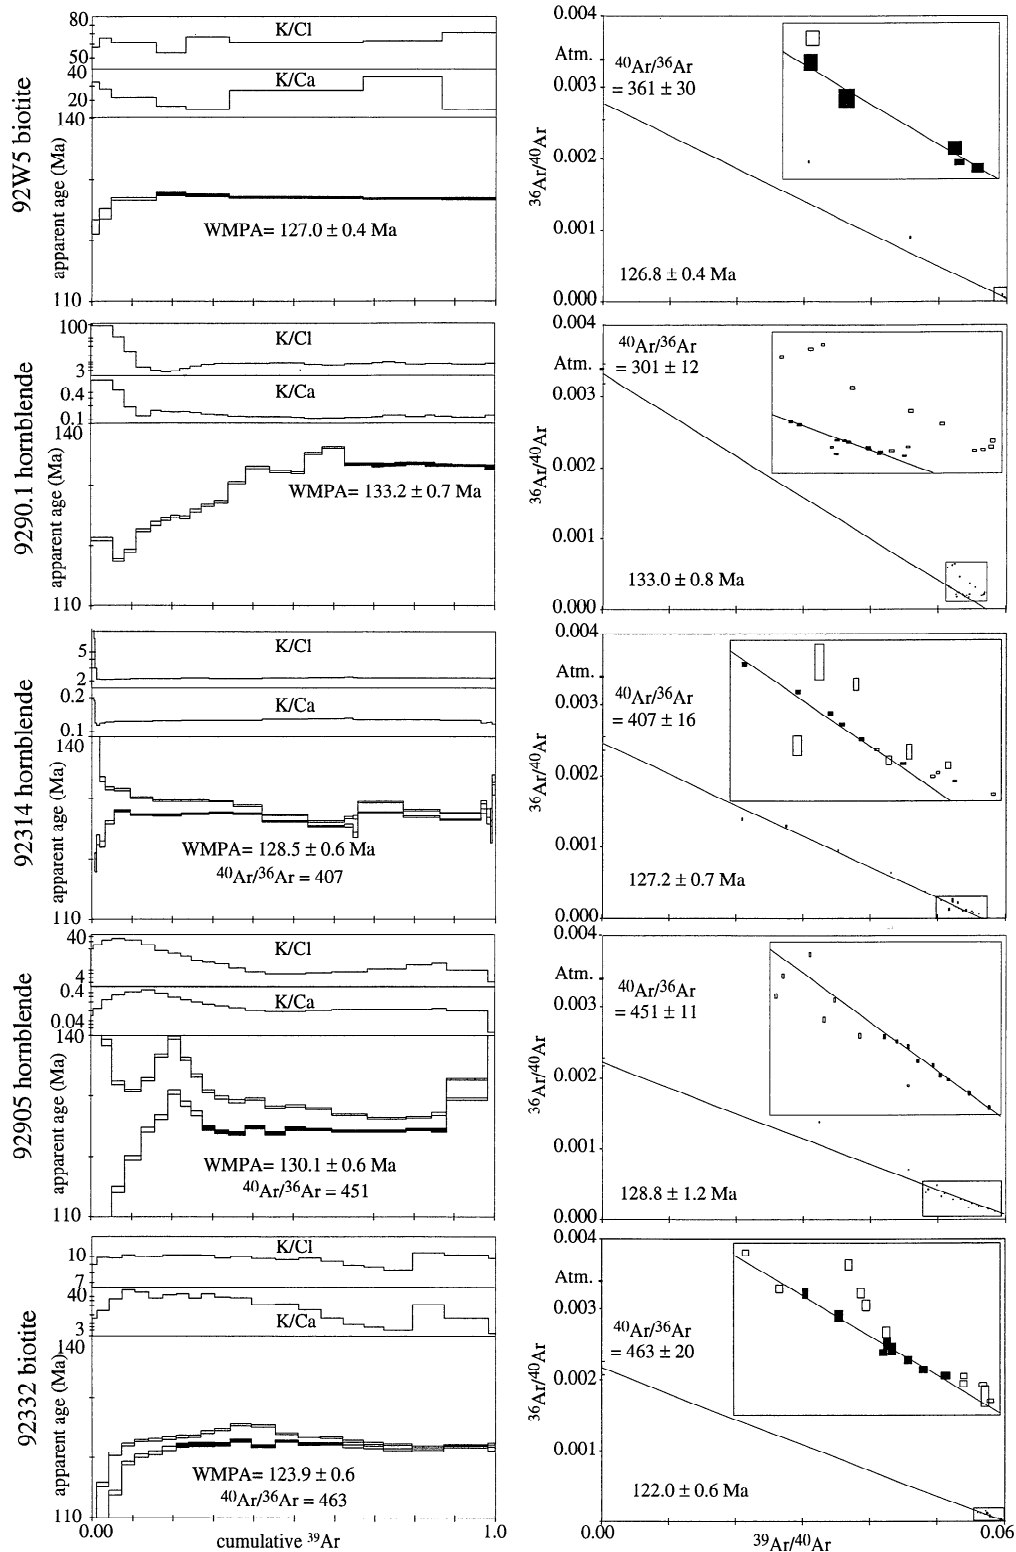 92W5 biotite
80
50
K/Cl
40
20
K/Ca
140
110
apparent age (Ma)
WMPA= 127.0 ± 0.4 Ma
0.004
Atm.
0.003
0.002
0.001
0.000
36Ar/40Ar
40Ar/36Ar
= 361 ± 30
126.8 ± 0.4 Ma
9290.1 hornblende
100
3
K/Cl
0.4
0.1
K/Ca
140
110
apparent age (Ma)
WMPA= 133.2 ± 0.7 Ma
0.004
Atm.
0.003
0.002
0.001
0.000
36Ar/40Ar
40Ar/36Ar
= 301 ± 12
133.0 ± 0.8 Ma
92314 hornblende
5
2
K/Cl
0.2
0.1
K/Ca
140
110
apparent age (Ma)
WMPA= 128.5 ± 0.6 Ma
40Ar/36Ar = 407
0.004
Atm.
0.003
0.002
0.001
0.000
36Ar/40Ar
40Ar/36Ar
= 407 ± 16
127.2 ± 0.7 Ma
92905 hornblende
40
4
K/Cl
0.4
0.04
K/Ca
140
110
apparent age (Ma)
WMPA= 130.1 ± 0.6 Ma
40Ar/36Ar = 451
0.004
Atm.
0.003
0.002
0.001
0.000
36Ar/40Ar
40Ar/36Ar
= 451 ± 11
128.8 ± 1.2 Ma
92332 biotite
10
7
K/Cl
40
3
K/Ca
140
110
apparent age (Ma)
WMPA= 123.9 ± 0.6
40Ar/36Ar = 463
0.00
1.0
cumulative 39Ar
0.004
Atm.
0.003
0.002
0.001
36Ar/40Ar
40Ar/36Ar
= 463 ± 20
122.0 ± 0.6 Ma
0.00
0.06
39Ar/40Ar